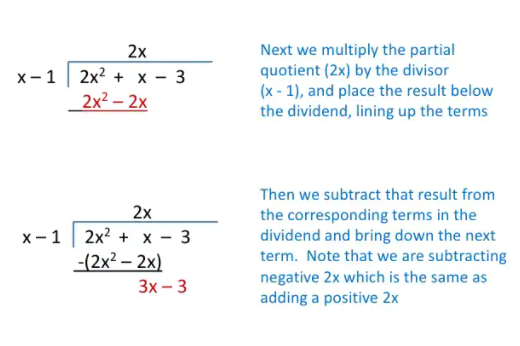 2x
x – 1 2x² + x – 3
2x² – 2x
Next we multiply the partial
quotient (2x) by the divisor
(x - 1), and place the result below
the dividend, lining up the terms
2x
x – 1 2x² + x – 3
-(2x² – 2x)
3x – 3
Then we subtract that result from
the corresponding terms in the
dividend and bring down the next
term. Note that we are subtracting
negative 2x which is the same as
adding a positive 2x